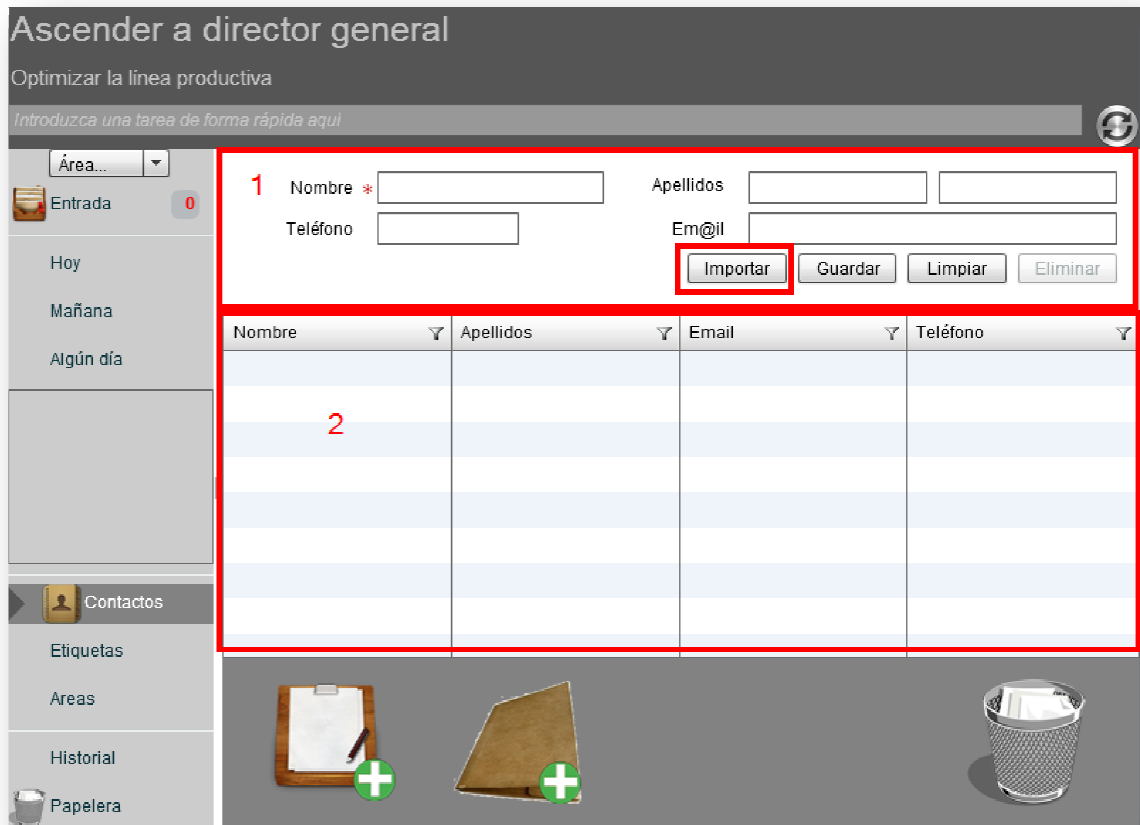 Ascender a director general
Optimizar la línea productiva
Introduzca una tarea de forma rápida aquí
Área...
Entrada 0
Hoy
Mañana
Algún día
Contactos
Etiquetas
Areas
Historial
Papelera
1
Nombre * Apellidos
Teléfono Em@il
Importar Guardar Limpiar Eliminar
Nombre Apellidos Email Teléfono
2